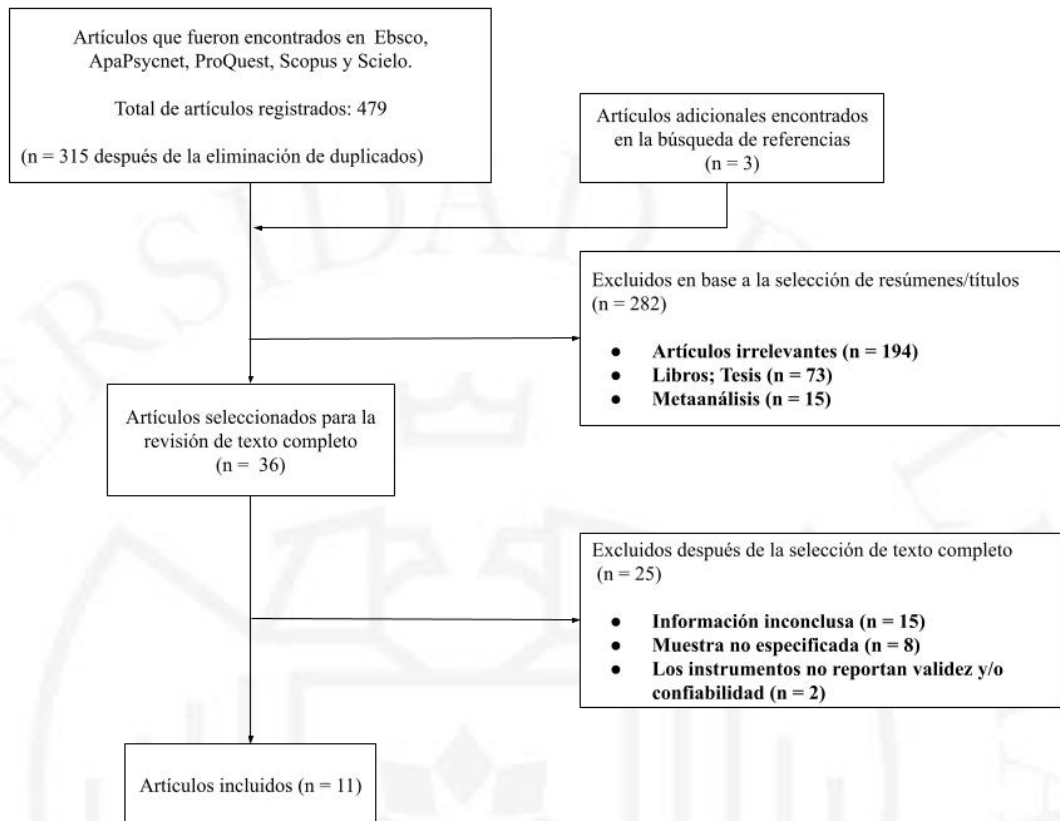 Artículos que fueron encontrados en Ebsco,
ApaPsycnet, ProQuest, Scopus y Scielo.
Total de artículos registrados: 479
(n = 315 después de la eliminación de duplicados)
Artículos adicionales encontrados
en la búsqueda de referencias
(n = 3)
Excluidos en base a la selección de resúmenes/títulos
(n = 282)
● Artículos irrelevantes (n = 194)
● Libros; Tesis (n = 73)
● Metaanálisis (n = 15)
Artículos seleccionados para la
revisión de texto completo
(n = 36)
Excluidos después de la selección de texto completo
(n = 25)
● Información inconclusa (n = 15)
● Muestra no especificada (n = 8)
● Los instrumentos no reportan validez y/o
confiabilidad (n = 2)
Artículos incluidos (n = 11)